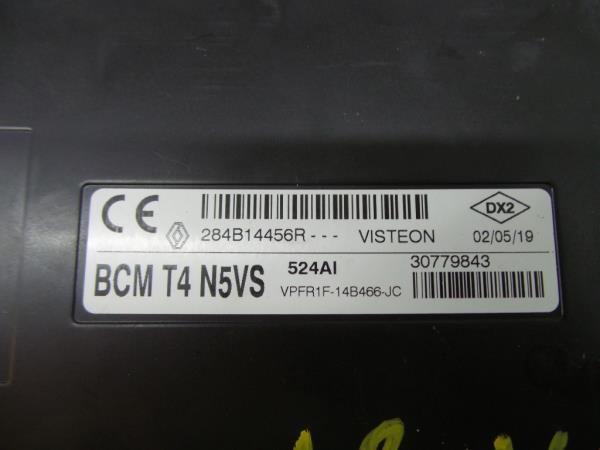 CE 284B14456R--- VISTEON DX2 02/05/19
BCM T4 N5VS 524AI 30779843
VPFR1F-14B466-JC